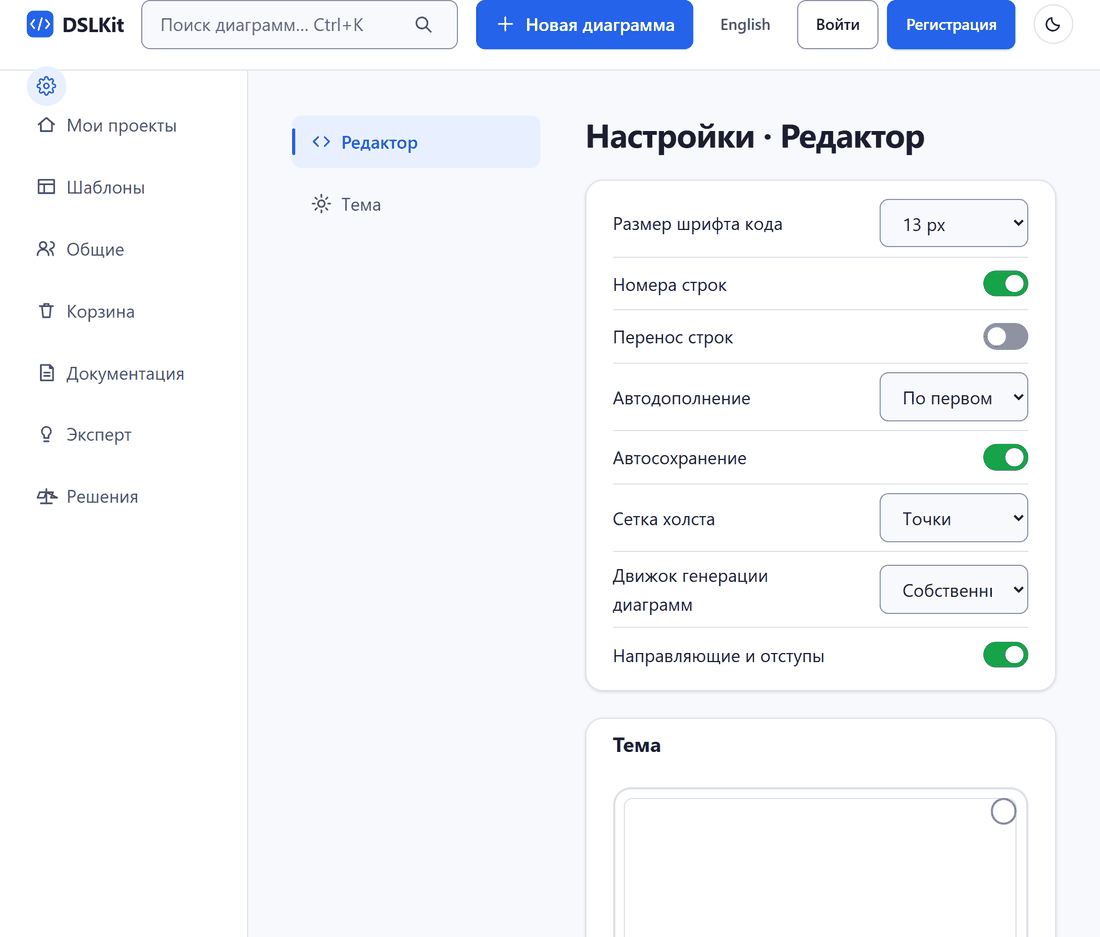 DSLKit
Поиск диаграмм... Ctrl+K
Новая диаграмма
English
Войти
Регистрация
Мои проекты
Шаблоны
Общие
Корзина
Документация
Эксперт
Решения
Редактор
Тема
Настройки · Редактор
Размер шрифта кода
13 px
Номера строк
Перенос строк
Автодополнение
По первом
Автосохранение
Сетка холста
Точки
Движок генерации
диаграмм
Собственны
Направляющие и отступы
Тема